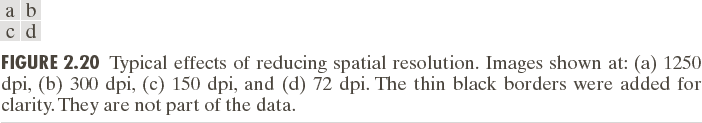 a b
c d
FIGURE 2.20 Typical effects of reducing spatial resolution. Images shown at: (a) 1250
dpi, (b) 300 dpi, (c) 150 dpi, and (d) 72 dpi. The thin black borders were added for
clarity. They are not part of the data.